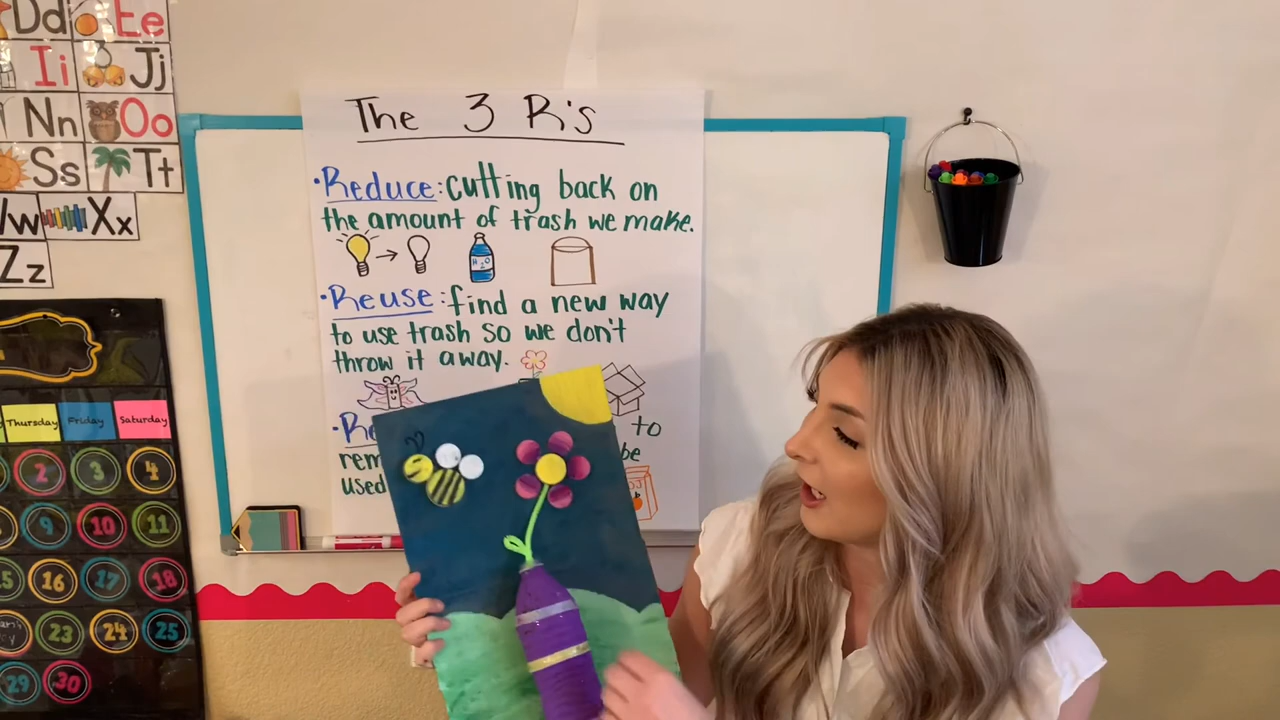 Dd Ee
Ii Jj
Nn Oo
Ss Tt
Ww Xx
Zz
Thursday Friday Saturday
2 3 4
9 10 11
16 17 18
23 24 25
29 30
The 3 R's
•Reduce: Cutting back on
the amount of trash we make.
H2O
•Reuse: find a new way
to use trash so we don't
throw it away.
to
be
used
OJ